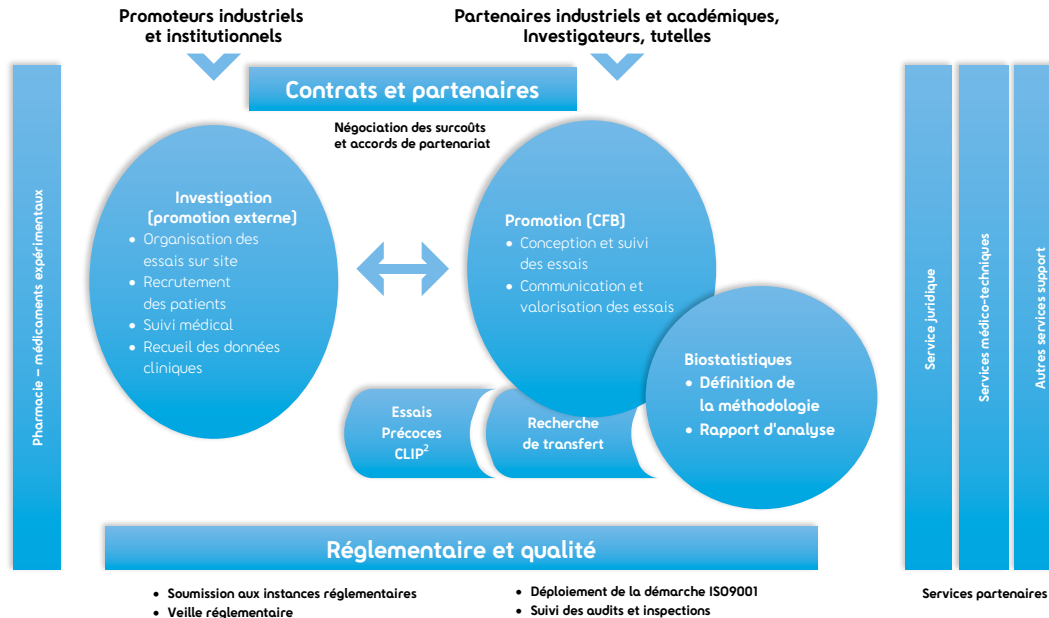 Promoteurs industriels
et institutionnels
Partenaires industriels et académiques,
Investigateurs, tutelles
Contrats et partenaires
Négociation des surcoûts
et accords de partenariat
Pharmacie – médicaments expérimentaux
Investigation
(promotion externe)
• Organisation des
essais sur site
• Recrutement
des patients
• Suivi médical
• Recueil des données
cliniques
Promotion (CFB)
• Conception et suivi
des essais
• Communication et
valorisation des essais
Biostatistiques
• Définition de
la méthodologie
• Rapport d'analyse
Essais
Précoces
CLIP²
Recherche
de transfert
Service juridique
Services médico-techniques
Autres services support
Réglementaire et qualité
• Soumission aux instances réglementaires
• Veille réglementaire
• Déploiement de la démarche ISO9001
• Suivi des audits et inspections
Services partenaires